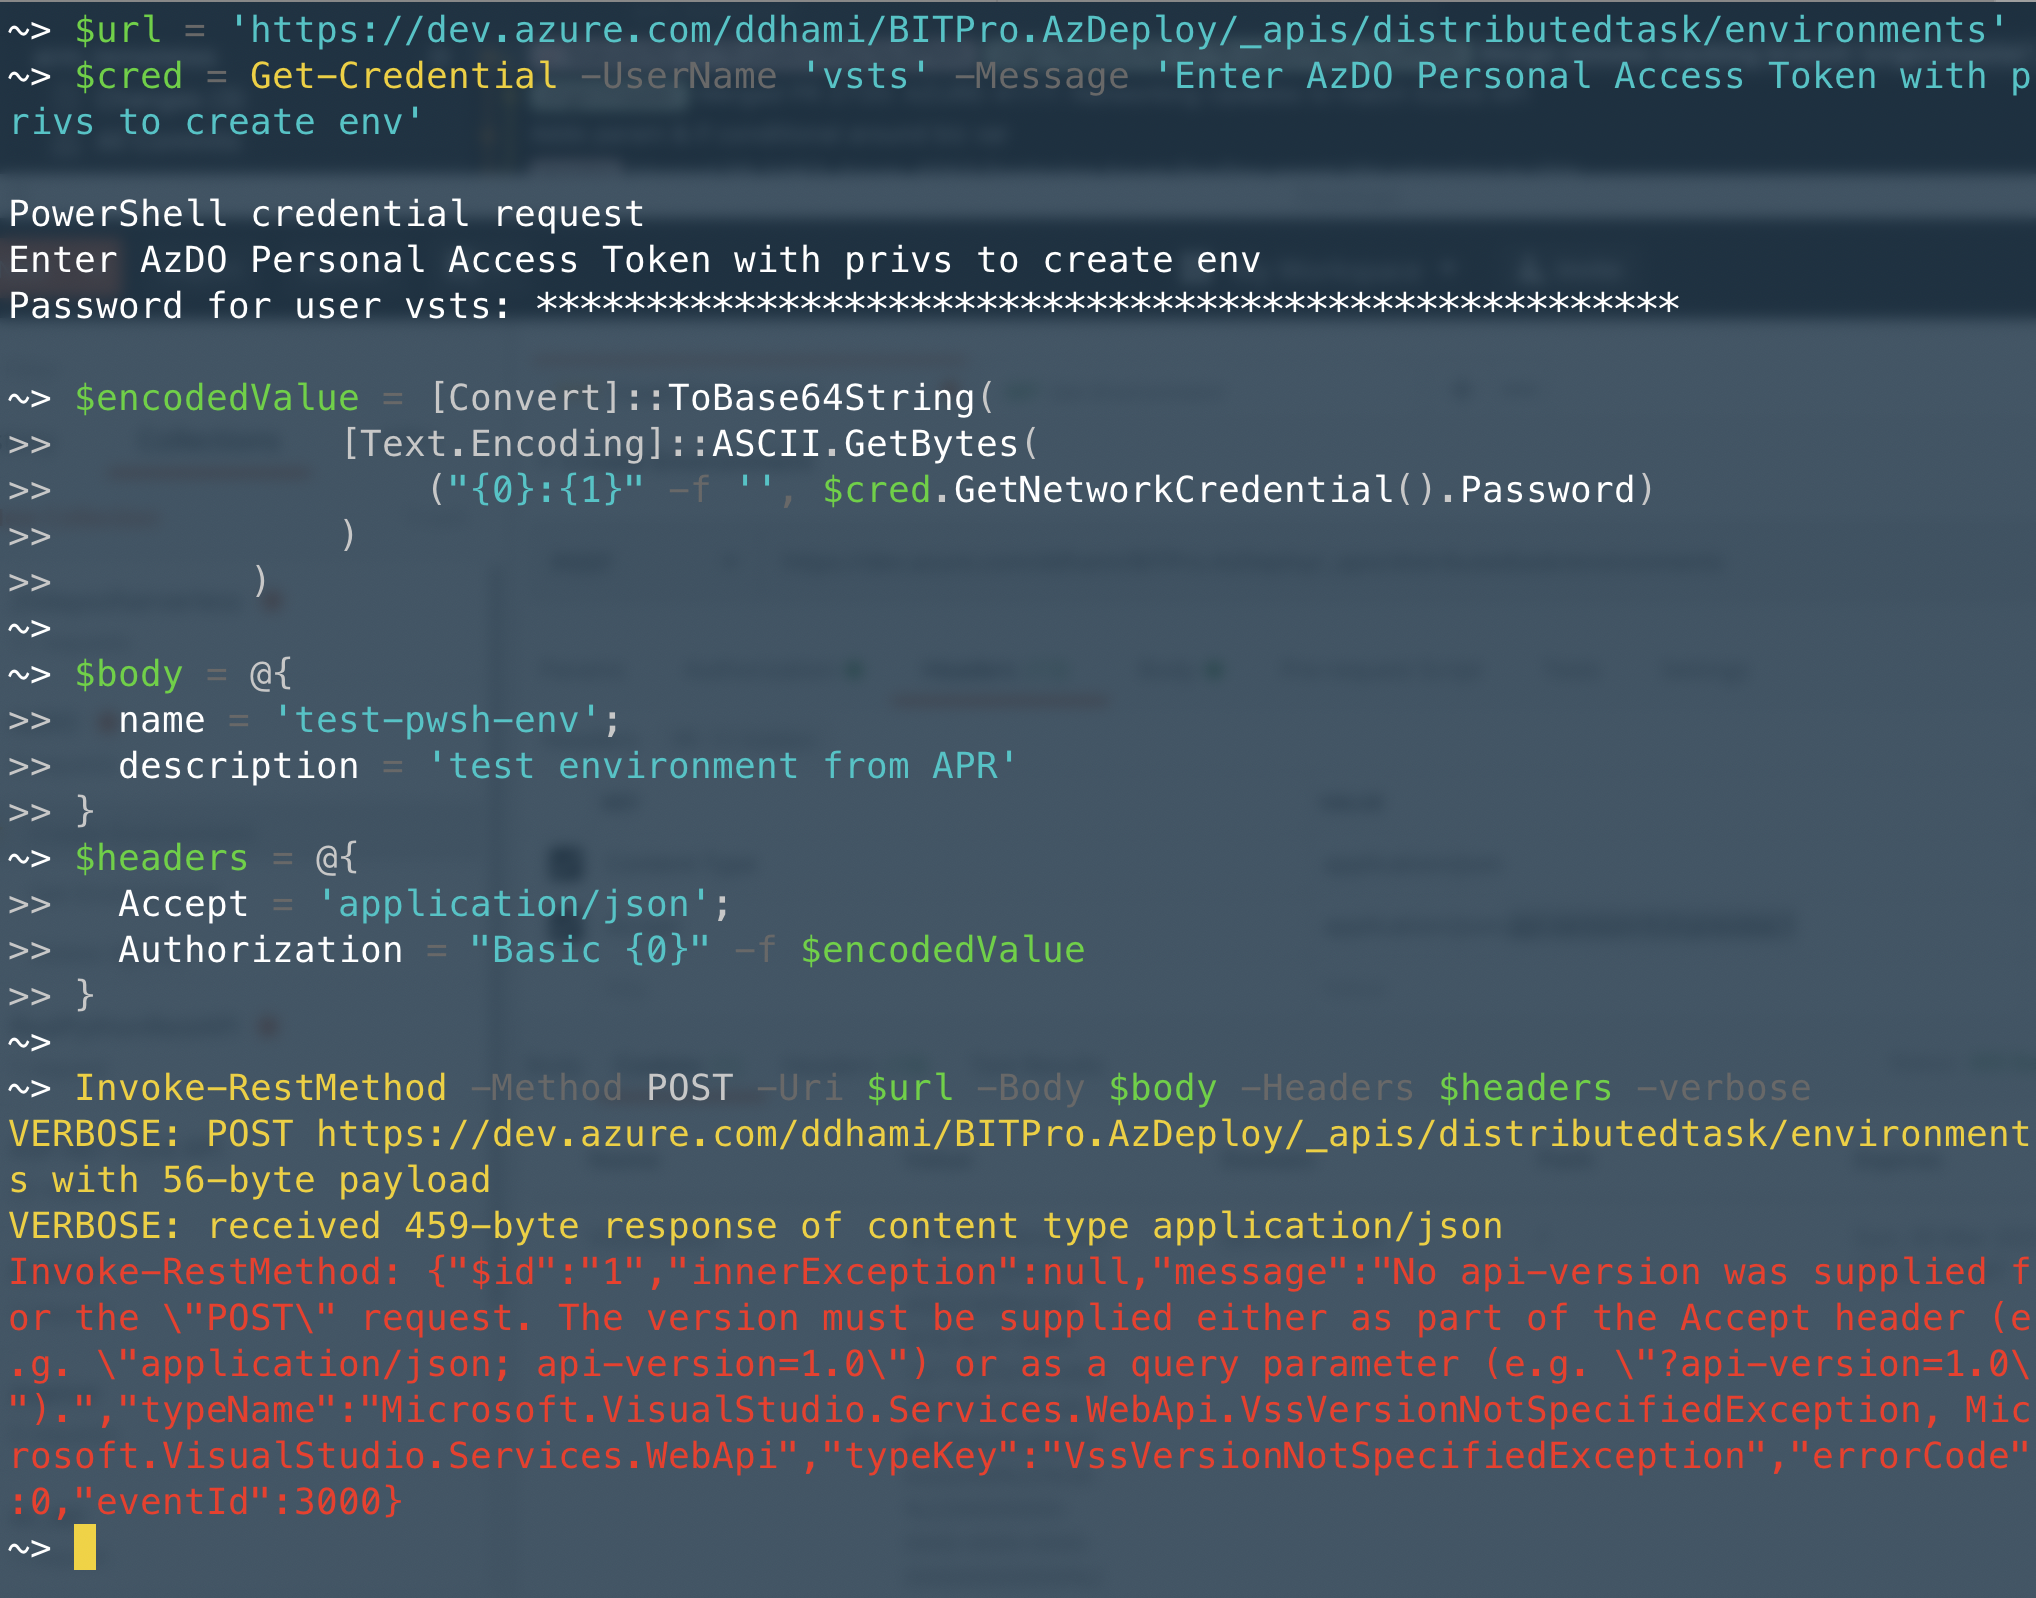 ~> $url = 'https://dev.azure.com/ddhami/BITPro.AzDeploy/_apis/distributedtask/environments'
~> $cred = Get-Credential -UserName 'vsts' -Message 'Enter AzDO Personal Access Token with p
rivs to create env'
PowerShell credential request
Enter AzDO Personal Access Token with privs to create env
Password for user vsts: ****************************************************
~> $encodedValue = [Convert]::ToBase64String(
>>             [Text.Encoding]::ASCII.GetBytes(
>>                 ("{0}:{1}" -f '', $cred.GetNetworkCredential().Password)
>>             )
>>         )
~>
~> $body = @{
>>   name = 'test-pwsh-env';
>>   description = 'test environment from APR'
>> }
~> $headers = @{
>>   Accept = 'application/json';
>>   Authorization = "Basic {0}" -f $encodedValue
>> }
~>
~> Invoke-RestMethod -Method POST -Uri $url -Body $body -Headers $headers -verbose
VERBOSE: POST https://dev.azure.com/ddhami/BITPro.AzDeploy/_apis/distributedtask/environment
s with 56-byte payload
VERBOSE: received 459-byte response of content type application/json
Invoke-RestMethod: {"$id":"1","innerException":null,"message":"No api-version was supplied f
or the \"POST\" request. The version must be supplied either as part of the Accept header (e
.g. \"application/json; api-version=1.0\") or as a query parameter (e.g. \"?api-version=1.0\
").","typeName":"Microsoft.VisualStudio.Services.WebApi.VssVersionNotSpecifiedException, Mic
rosoft.VisualStudio.Services.WebApi","typeKey":"VssVersionNotSpecifiedException","errorCode"
:0,"eventId":3000}
~>